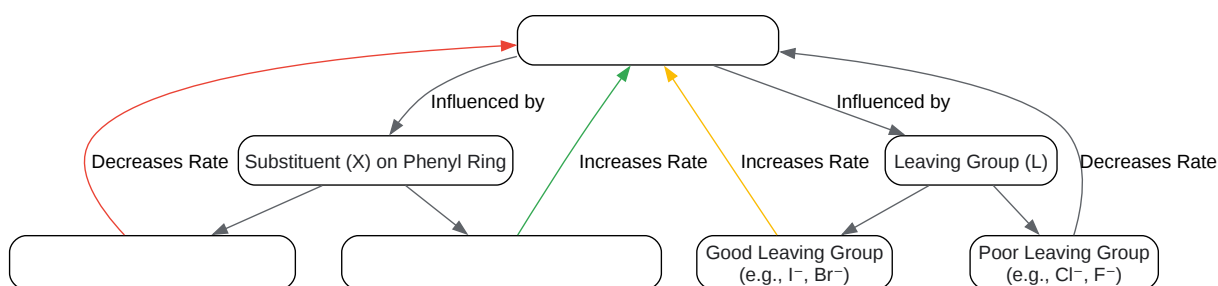 Influenced by
Influenced by
Decreases Rate
Substituent (X) on Phenyl Ring
Increases Rate
Increases Rate
Leaving Group (L)
Decreases Rate
Good Leaving Group
(e.g., I⁻, Br⁻)
Poor Leaving Group
(e.g., Cl⁻, F⁻)